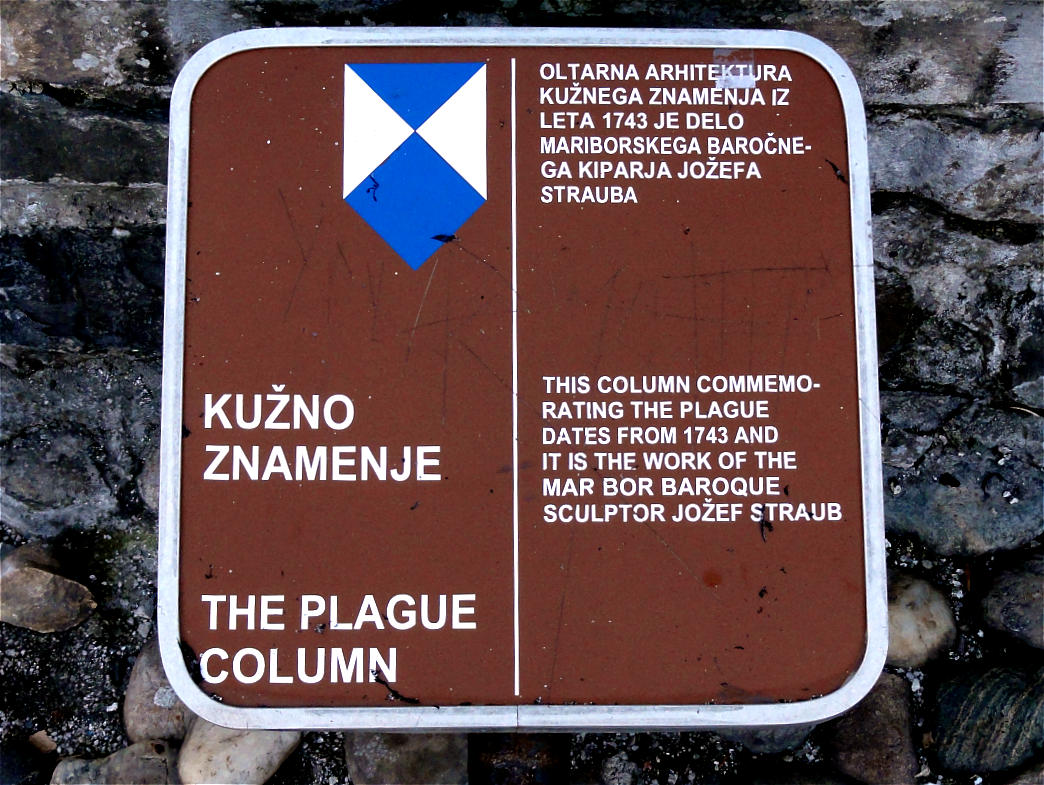 KUŽNO
ZNAMENJE
THE PLAGUE
COLUMN
OLTARNA ARHITEKTURA
KUŽNEGA ZNAMENJA IZ
LETA 1743 JE DELO
MARIBORSKEGA BAROČNE-
GA KIPARJA JOŽEFA
STRAUBA
THIS COLUMN COMMEMO-
RATING THE PLAGUE
DATES FROM 1743 AND
IT IS THE WORK OF THE
MAR BOR BAROQUE
SCULPTOR JOŽEF STRAUB